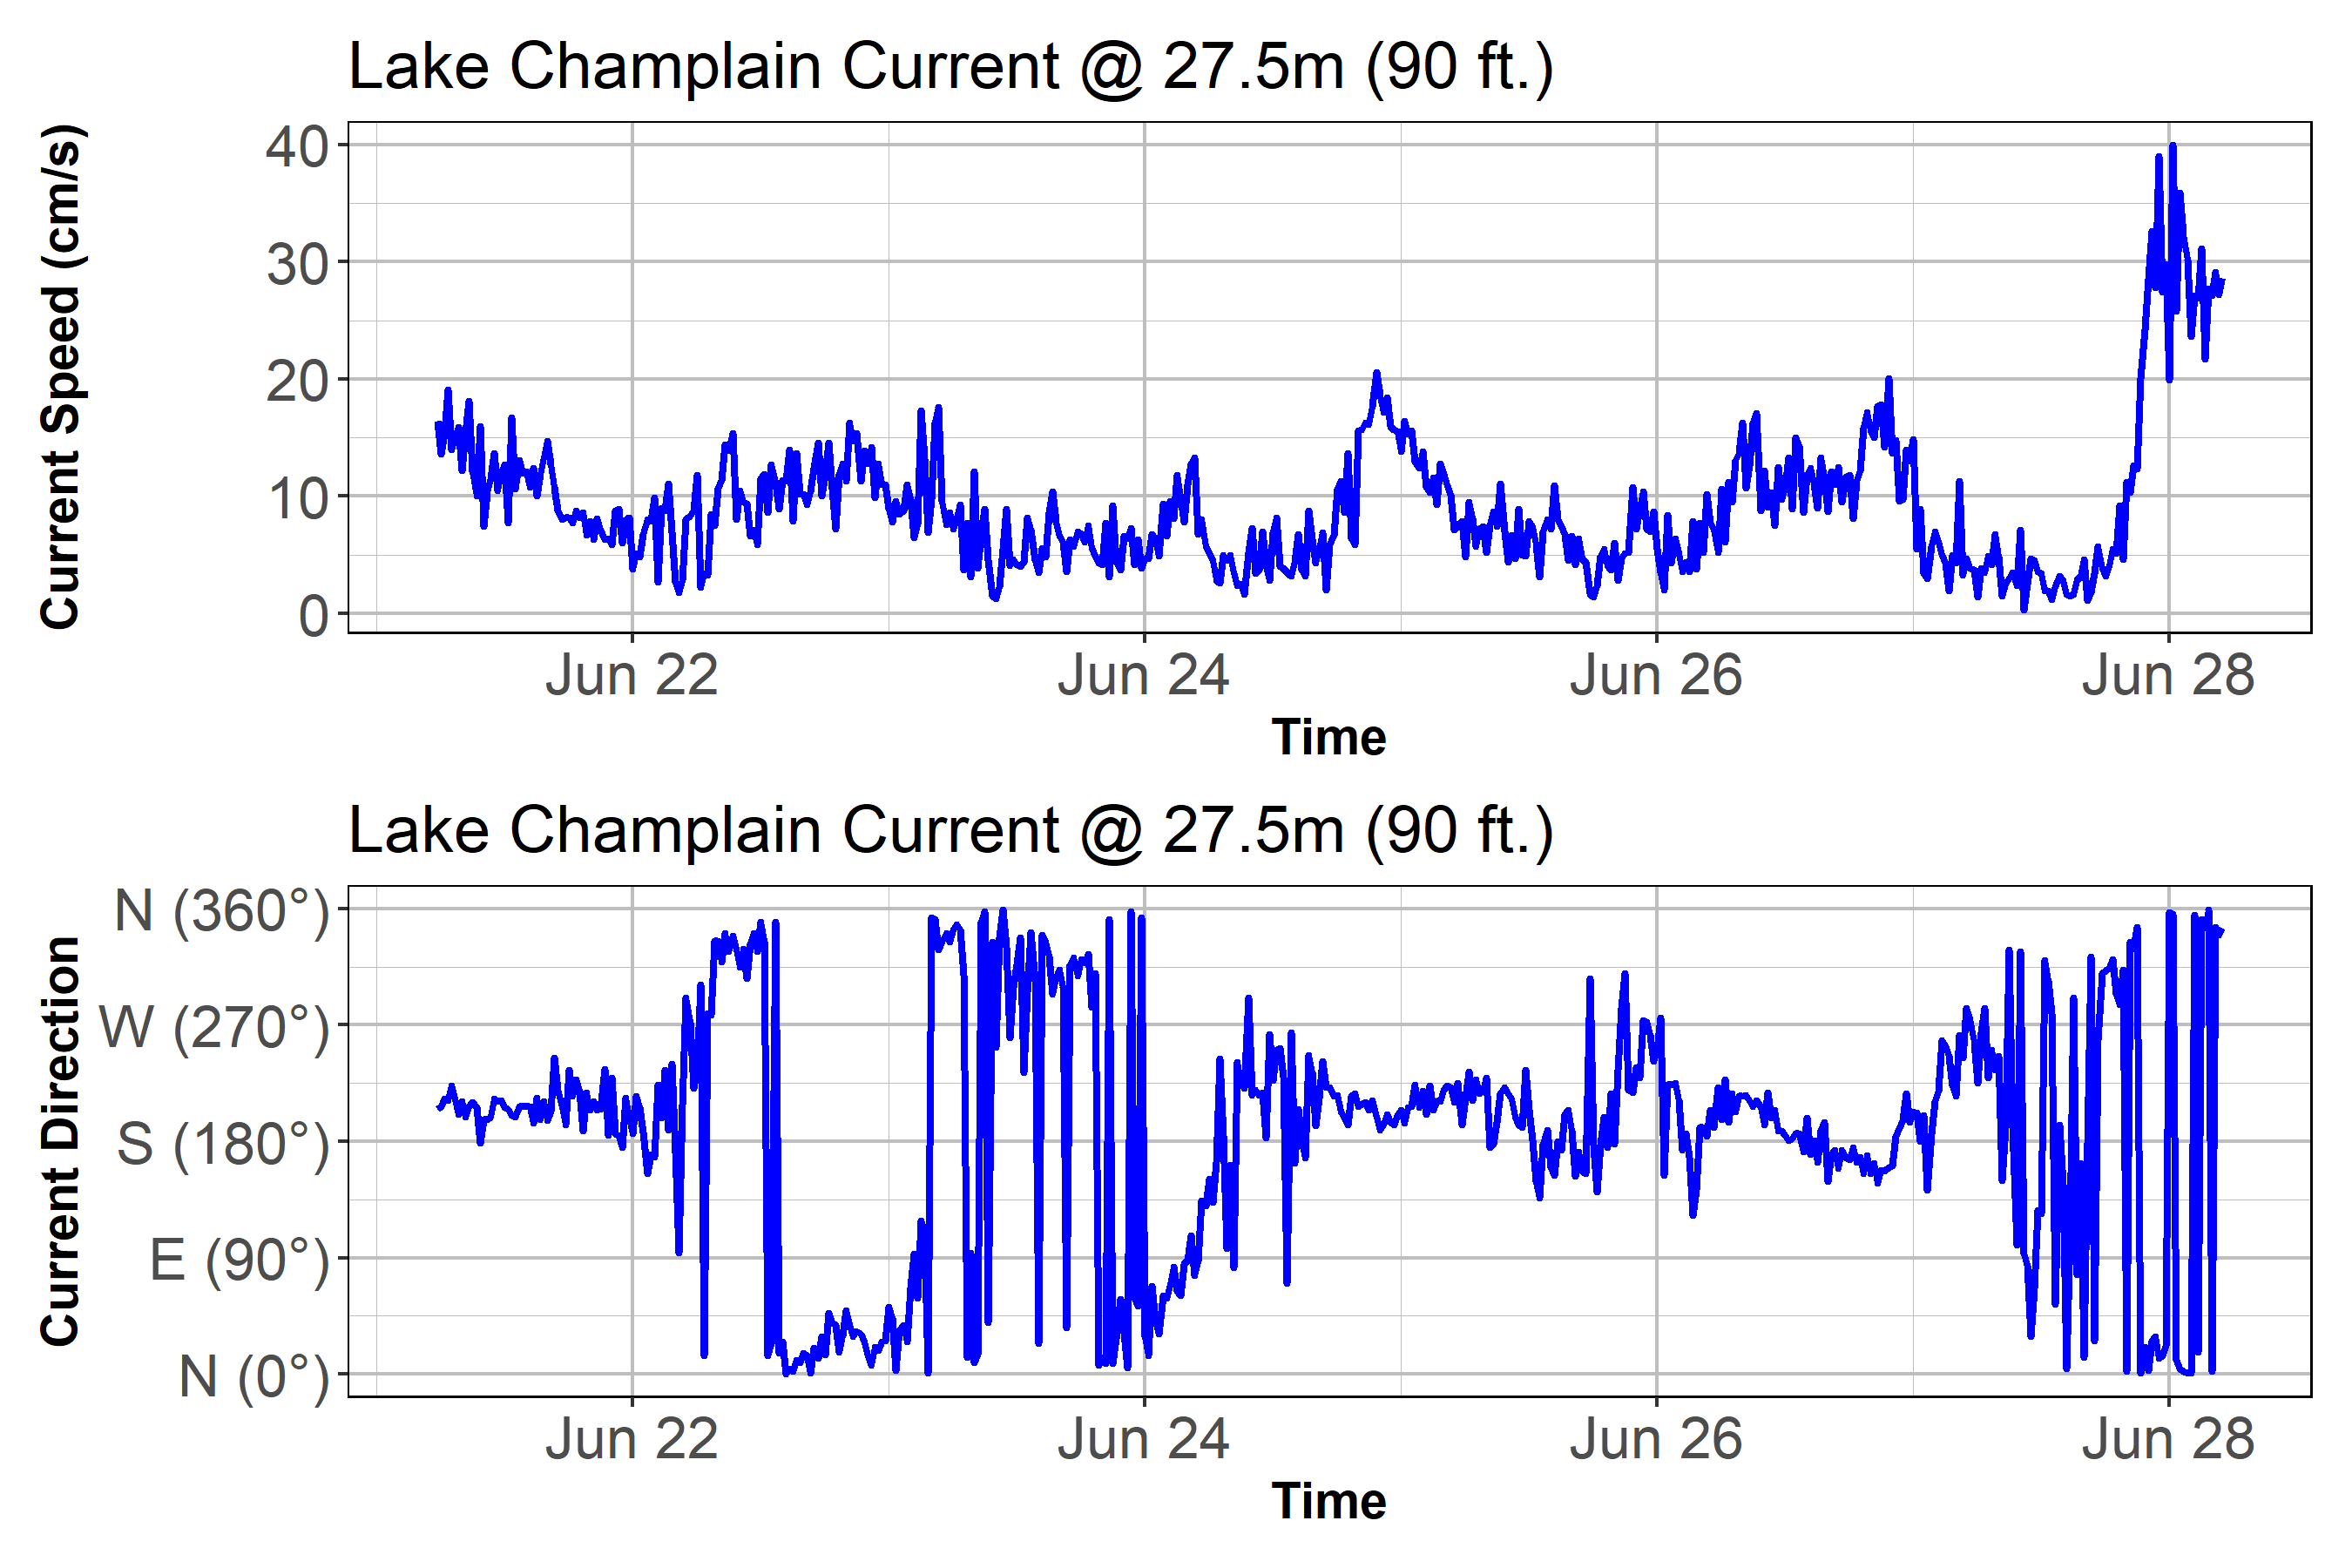 Lake Champlain Current @ 27.5m (90 ft.)
Current Speed (cm/s)
40
30
20
10
0
Jun 22 Jun 24 Jun 26 Jun 28
Time
Lake Champlain Current @ 27.5m (90 ft.)
Current Direction
N (360°)
W (270°)
S (180°)
E (90°)
N (0°)
Jun 22 Jun 24 Jun 26 Jun 28
Time